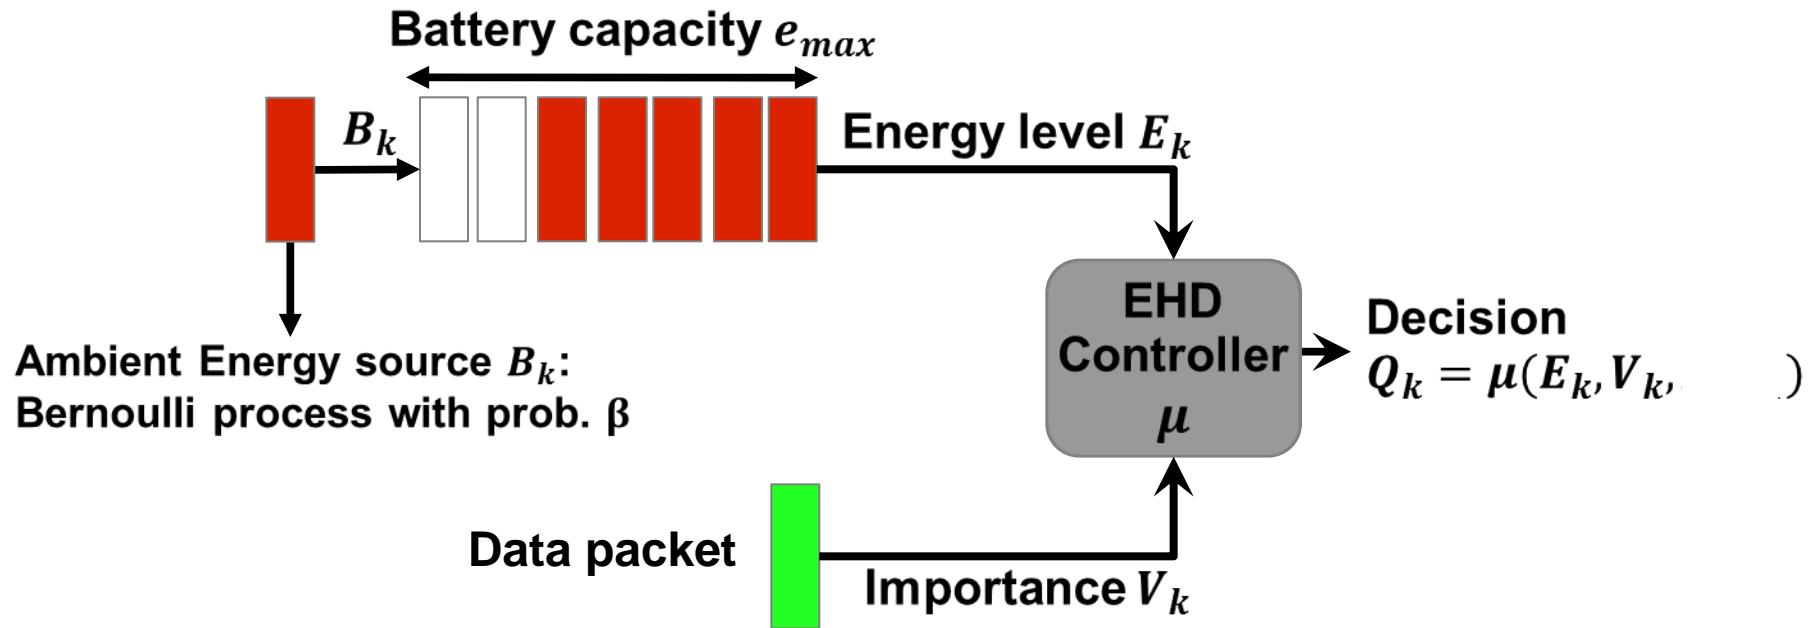 Battery capacity e_max
B_k
Energy level E_k
EHD
Controller
μ
Decision
Q_k = μ(E_k, V_k, )
Ambient Energy source B_k:
Bernoulli process with prob. β
Data packet
Importance V_k